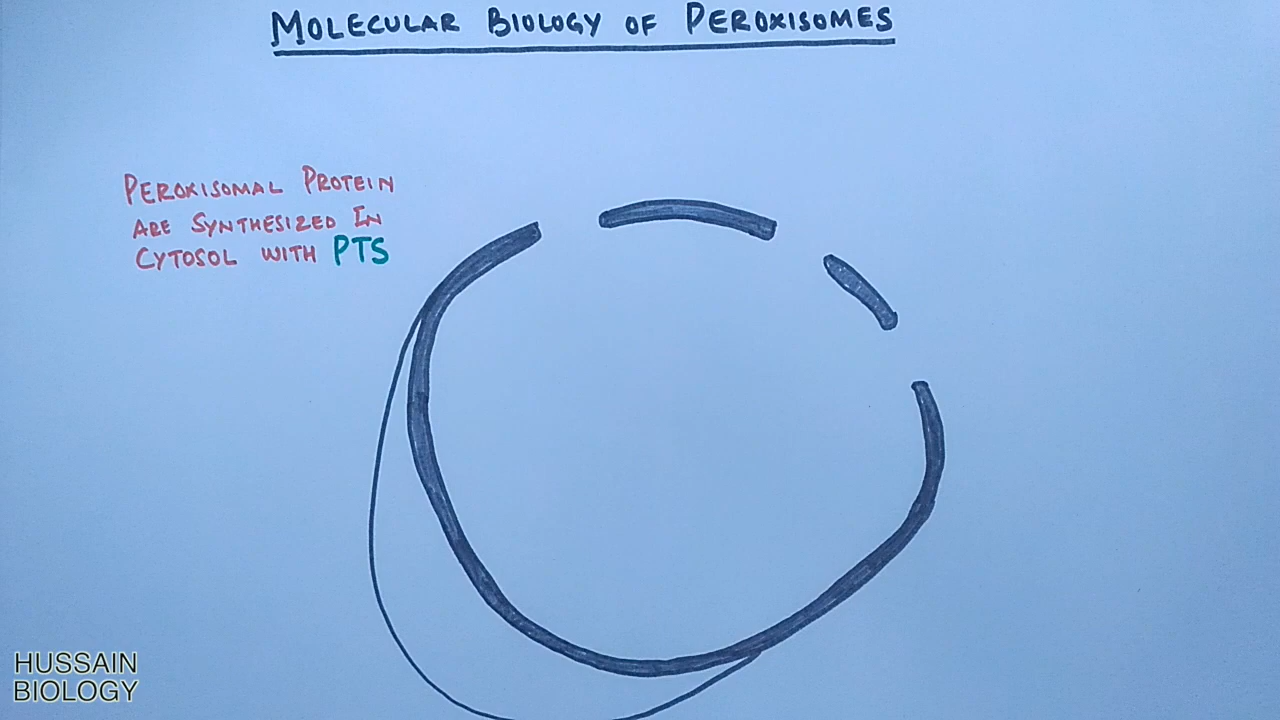 MOLECULAR BIOLOGY OF PEROXISOMES
PEROXISOMAL PROTEIN
ARE SYNTHESIZED IN
CYTOSOL WITH PTS
HUSSAIN
BIOLOGY